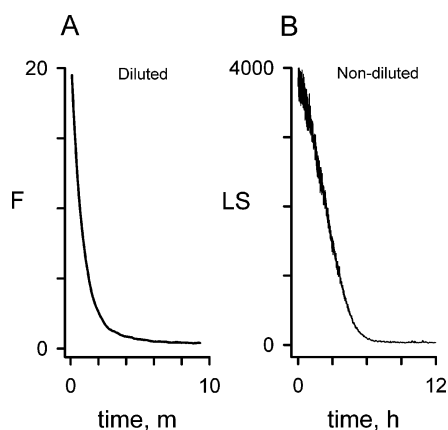 A
B
20
Diluted
F
0
0
10
time, m
4000
Non-diluted
LS
0
0
12
time, h